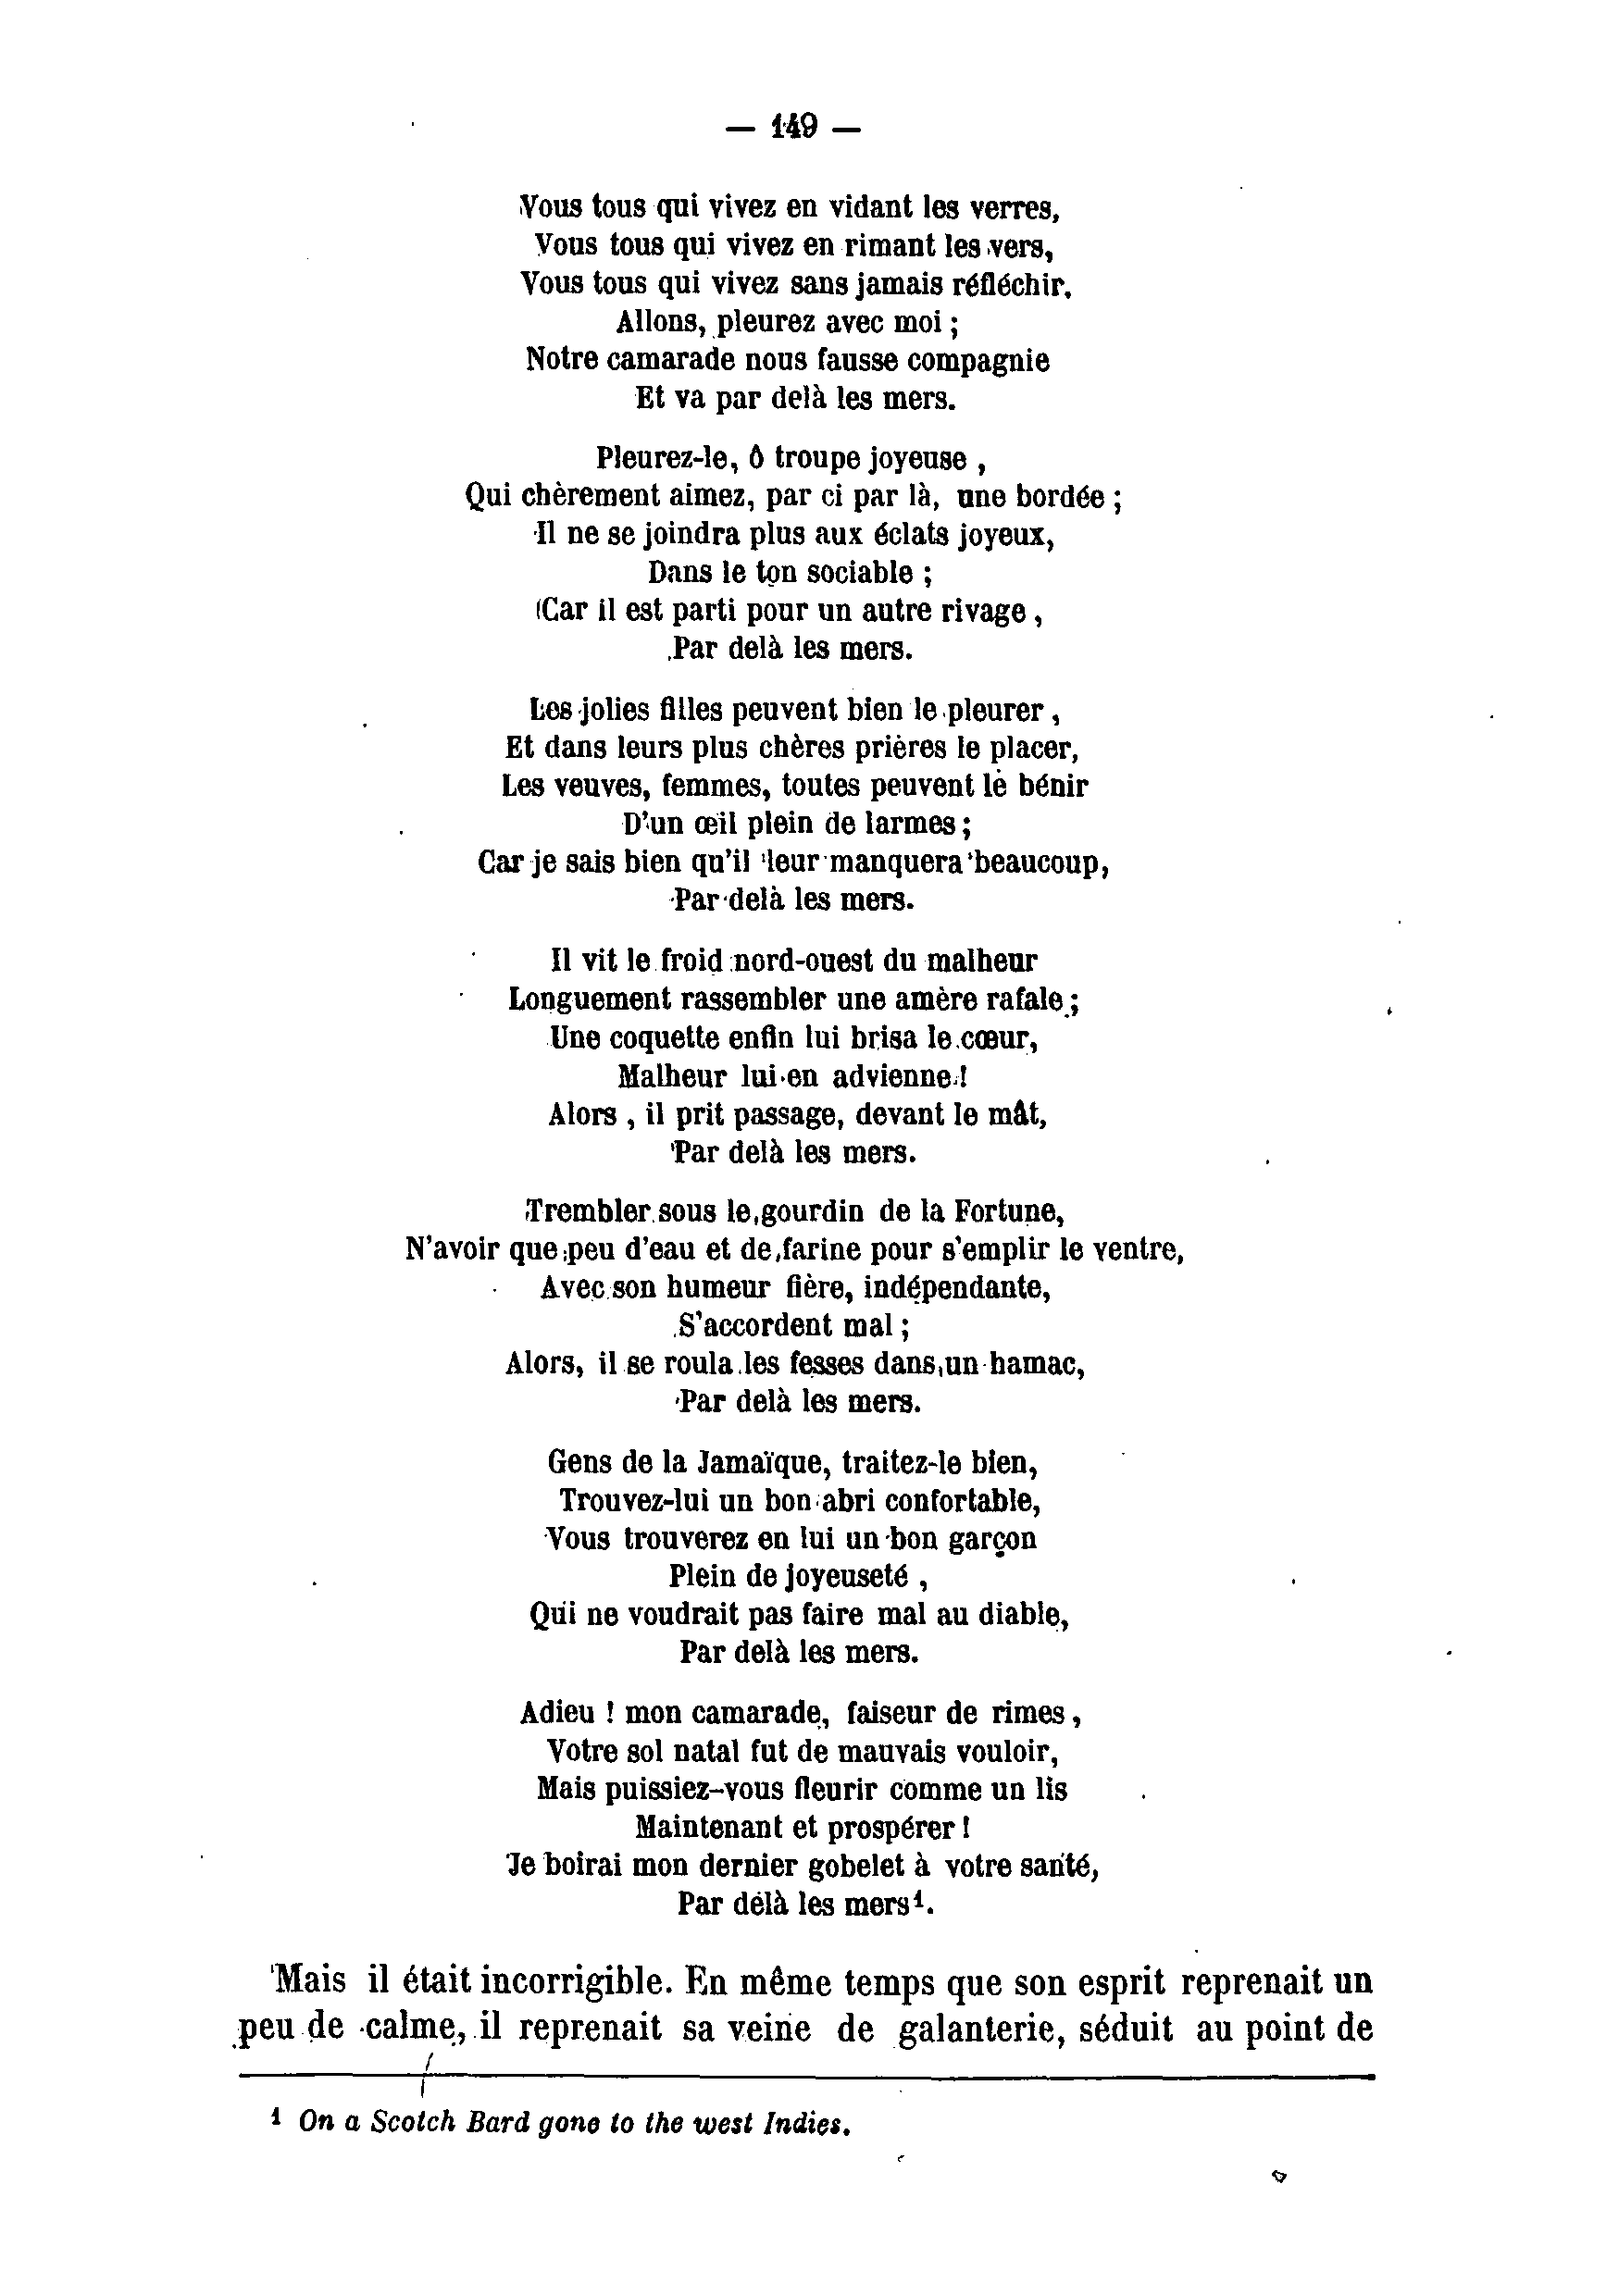 — 149 —
Vous tous qui vivez en vidant les verres,
Vous tous qui vivez en rimant les vers,
Vous tous qui vivez sans jamais réfléchir,
Allons, pleurez avec moi ;
Notre camarade nous fausse compagnie
Et va par delà les mers.
Pleurez-le, ô troupe joyeuse ,
Qui chèrement aimez, par ci par là, une bordée ;
Il ne se joindra plus aux éclats joyeux,
Dans le ton sociable ;
Car il est parti pour un autre rivage ,
Par delà les mers.
Les jolies filles peuvent bien le pleurer ,
Et dans leurs plus chères prières le placer,
Les veuves, femmes, toutes peuvent le bénir
D'un œil plein de larmes ;
Car je sais bien qu'il leur manquera beaucoup,
Par delà les mers.
Il vit le froid nord-ouest du malheur
Longuement rassembler une amère rafale ;
Une coquette enfin lui brisa le cœur,
Malheur lui en advienne !
Alors , il prit passage, devant le mât,
Par delà les mers.
Trembler sous le gourdin de la Fortune,
N'avoir que peu d'eau et de farine pour s'emplir le ventre,
Avec son humeur fière, indépendante,
S'accordent mal ;
Alors, il se roula les fesses dans un hamac,
Par delà les mers.
Gens de la Jamaïque, traitez-le bien,
Trouvez-lui un bon abri confortable,
Vous trouverez en lui un bon garçon
Plein de joyeuseté ,
Qui ne voudrait pas faire mal au diable,
Par delà les mers.
Adieu ! mon camarade, faiseur de rimes ,
Votre sol natal fut de mauvais vouloir,
Mais puissiez-vous fleurir comme un lis
Maintenant et prospérer !
Je boirai mon dernier gobelet à votre santé,
Par delà les mers¹.
Mais il était incorrigible. En même temps que son esprit reprenait un
peu de calme, il reprenait sa veine de galanterie, séduit au point de
¹ On a Scotch Bard gone to the west Indies.